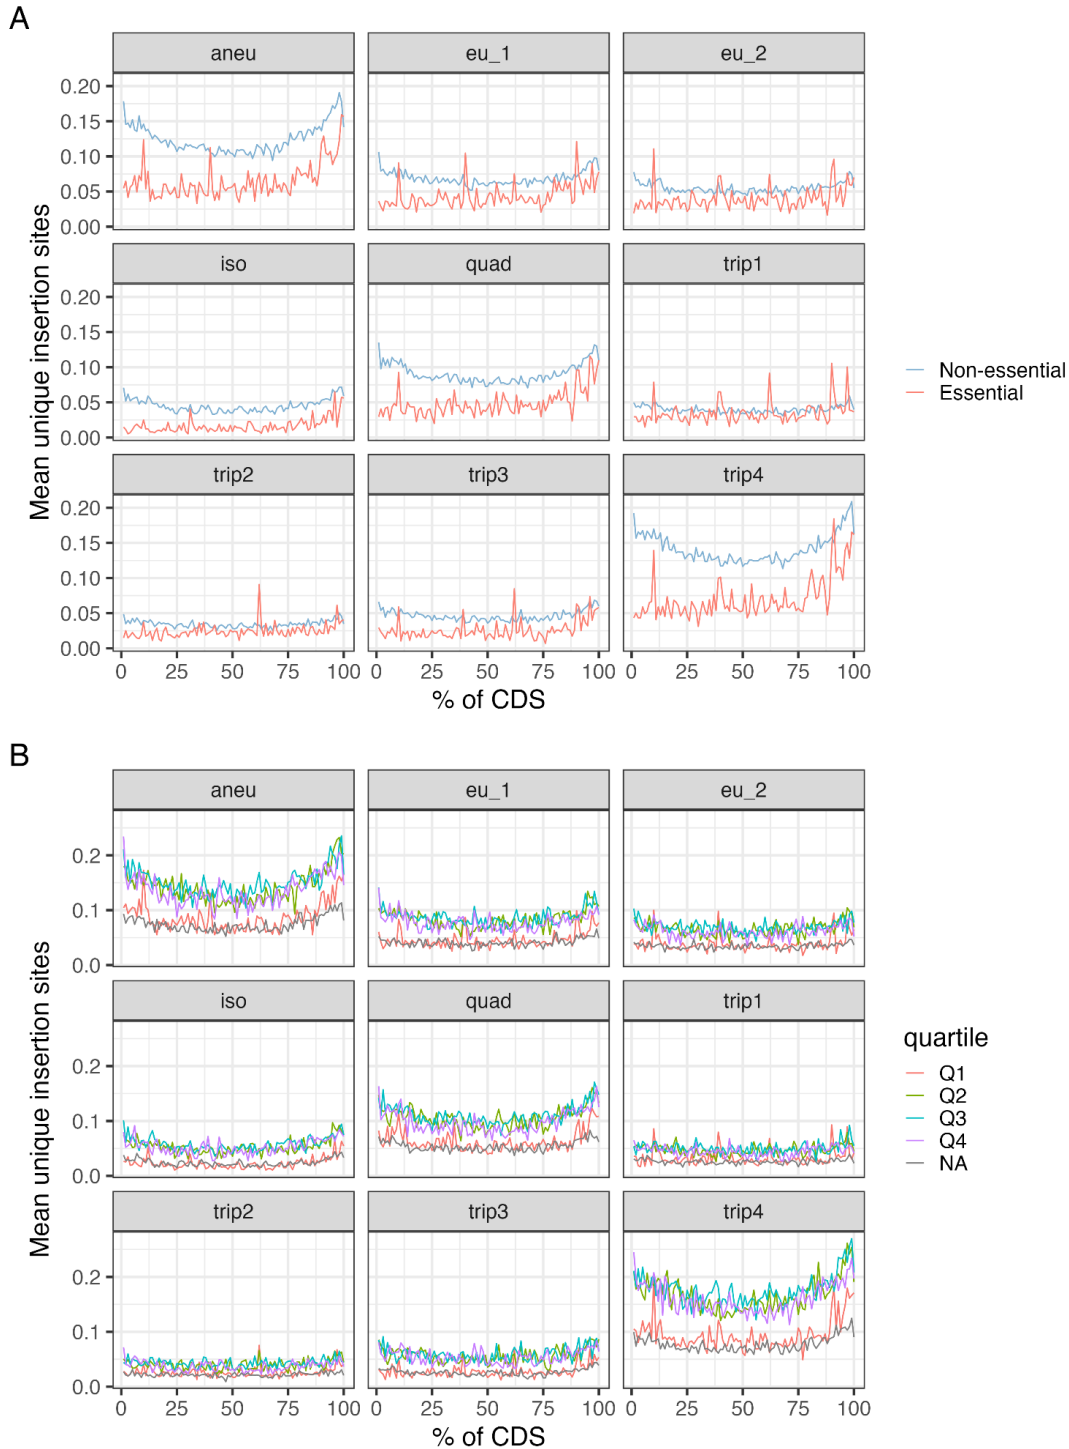 A
aneu eu_1 eu_2
0.20
0.15
0.10
0.05
0.00
iso quad trip1
0.20
0.15
0.10
0.05
0.00
trip2 trip3 trip4
0.20
0.15
0.10
0.05
0.00
0 25 50 75 100 0 25 50 75 100 0 25 50 75 100
% of CDS
Mean unique insertion sites
Non-essential
Essential
B
aneu eu_1 eu_2
0.2
0.1
0.0
iso quad trip1
0.2
0.1
0.0
trip2 trip3 trip4
0.2
0.1
0.0
0 25 50 75 100 0 25 50 75 100 0 25 50 75 100
% of CDS
Mean unique insertion sites
quartile
Q1
Q2
Q3
Q4
NA